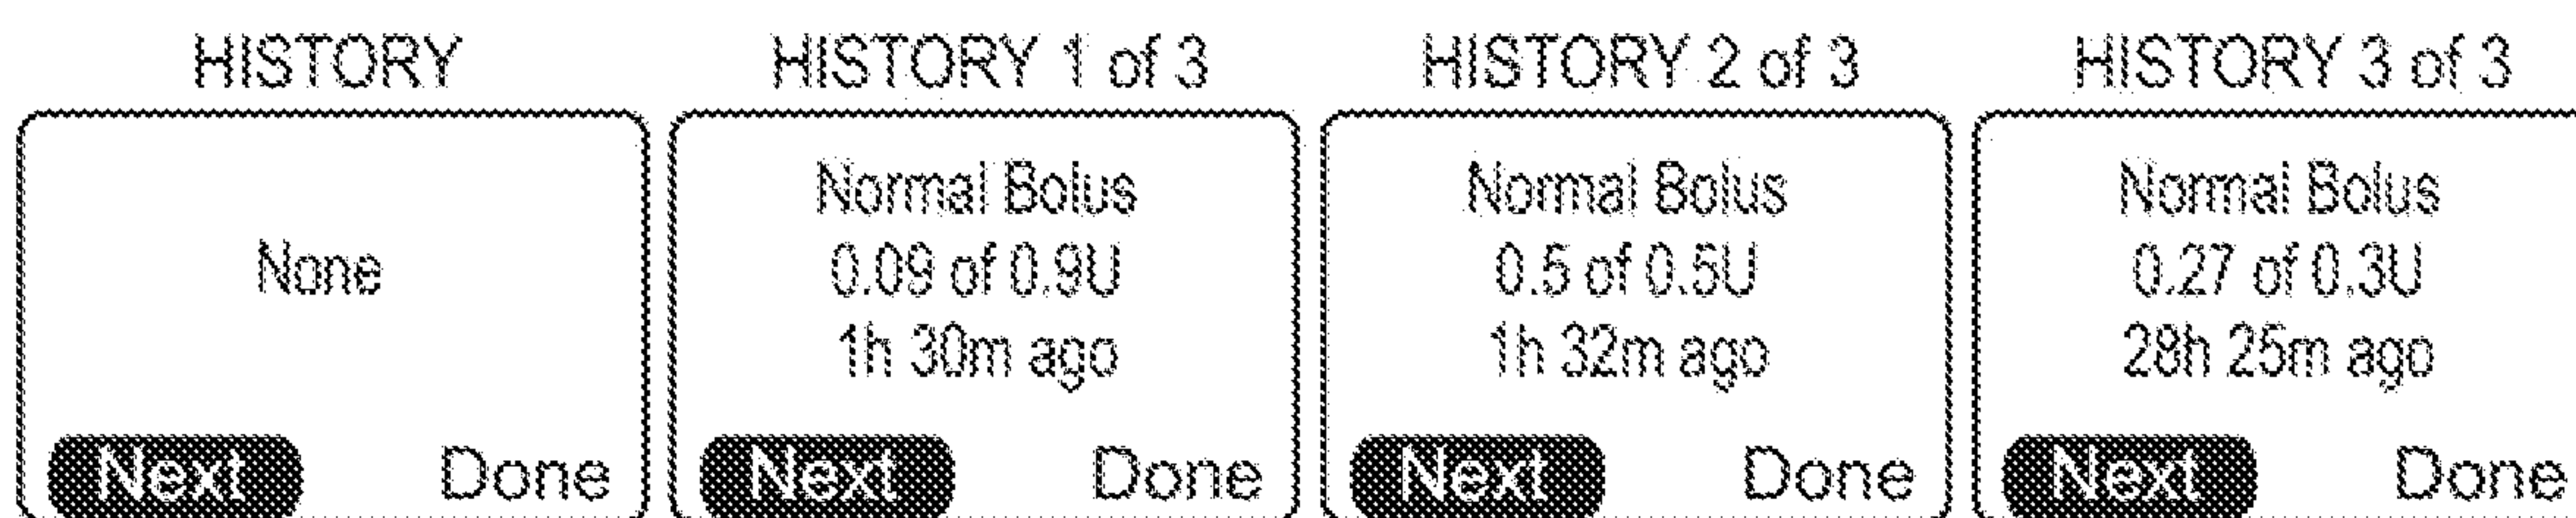 HISTORY
None
Next Done
HISTORY 1 of 3
Normal Bolus
0.09 of 0.9U
1h 30m ago
Next Done
HISTORY 2 of 3
Normal Bolus
0.5 of 0.5U
1h 32m ago
Next Done
HISTORY 3 of 3
Normal Bolus
0.27 of 0.3U
28h 25m ago
Next Done